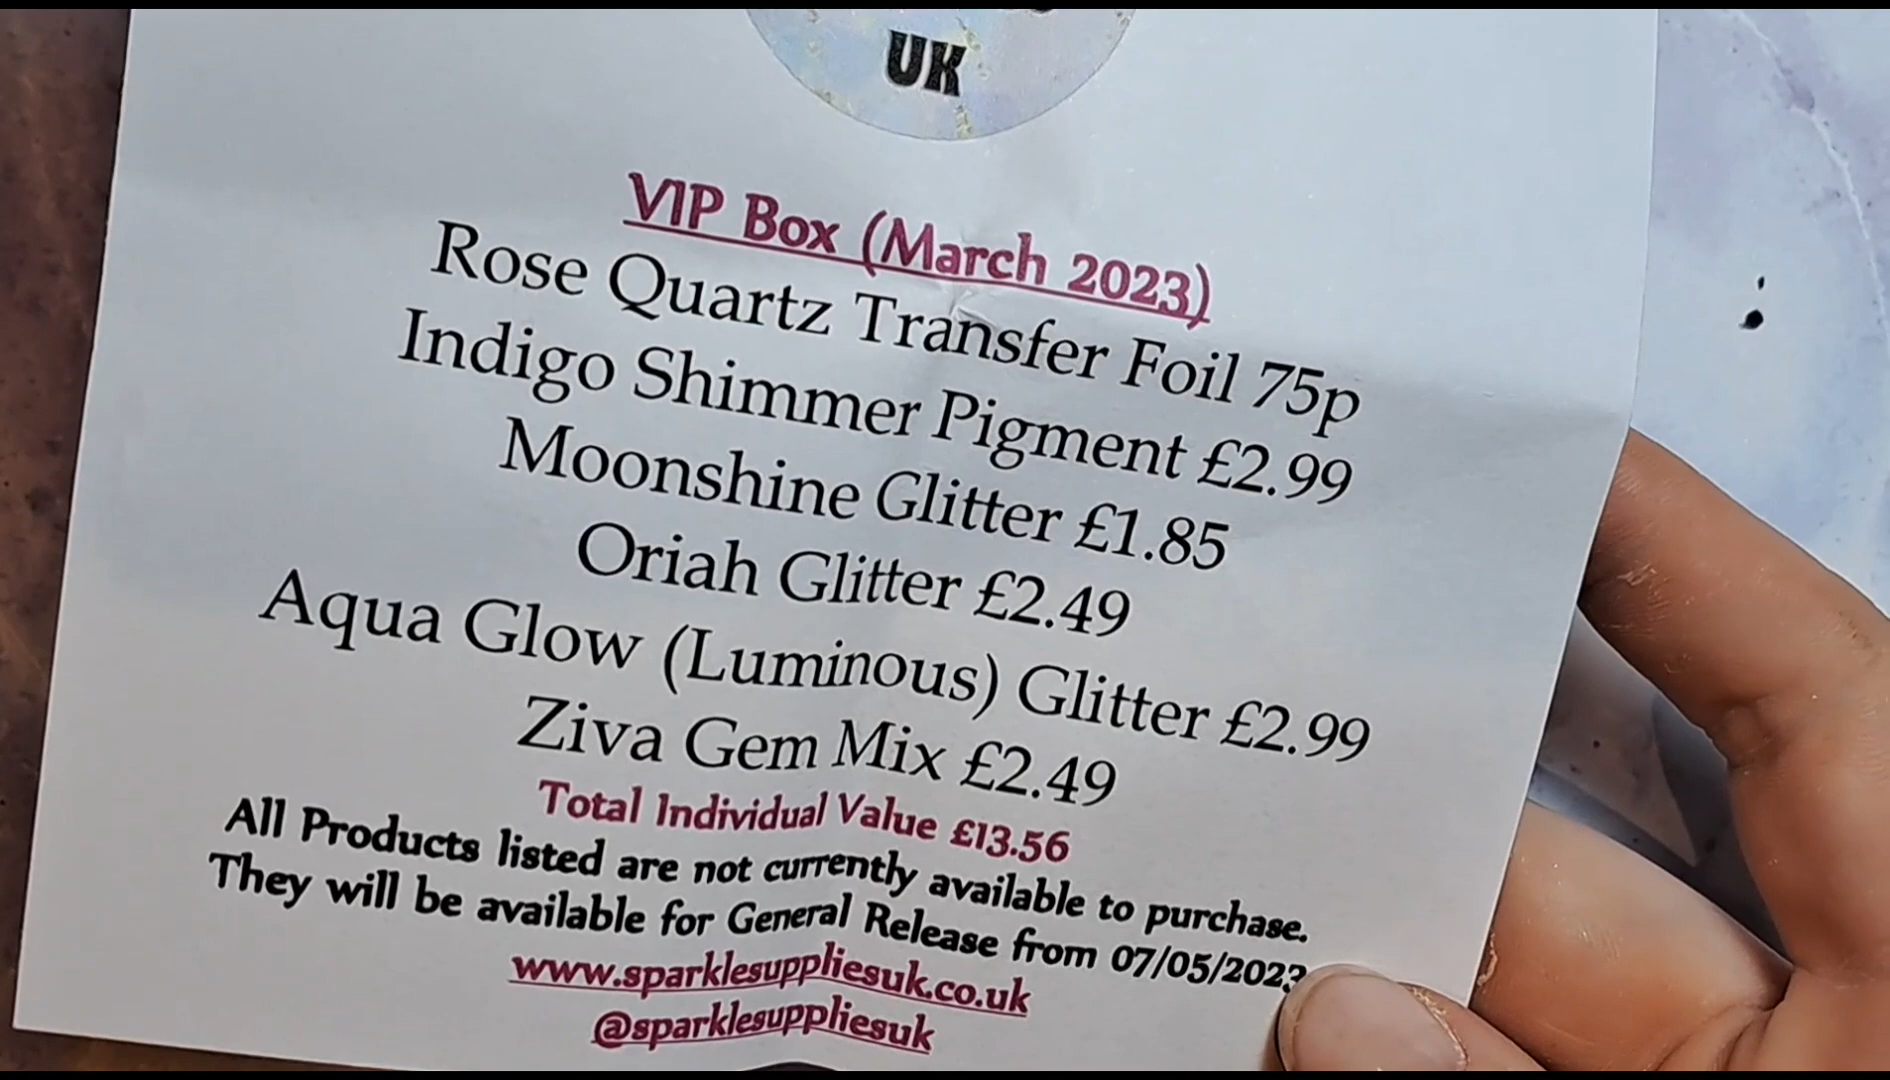 UK
VIP Box (March 2023)
Rose Quartz Transfer Foil 75p
Indigo Shimmer Pigment £2.99
Moonshine Glitter £1.85
Oriah Glitter £2.49
Aqua Glow (Luminous) Glitter £2.99
Ziva Gem Mix £2.49
Total Individual Value £13.56
All Products listed are not currently available to purchase.
They will be available for General Release from 07/05/2023
www.sparklesuppliesuk.co.uk
@sparklesuppliesuk